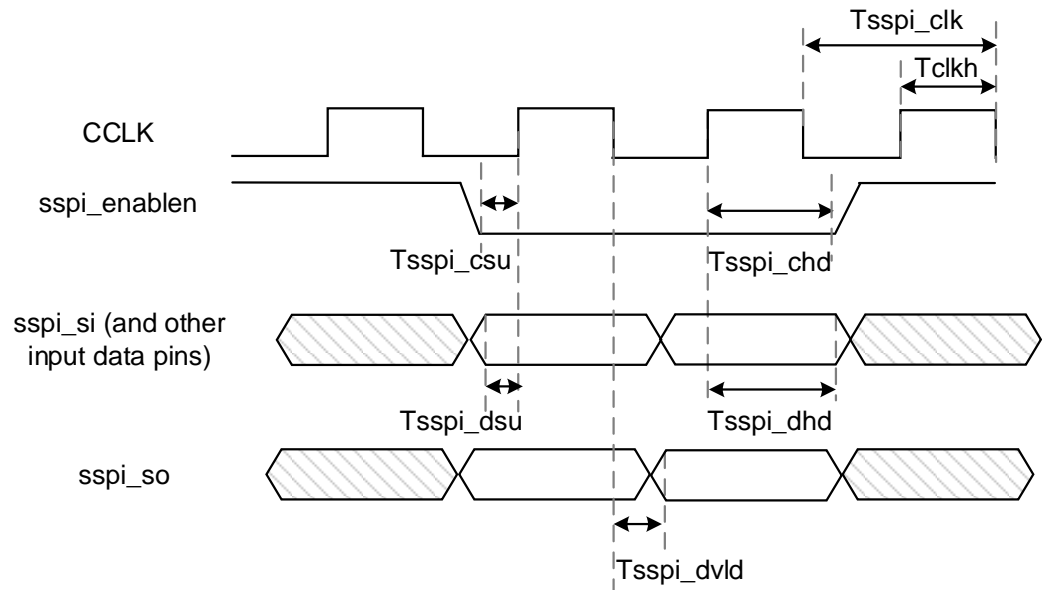 Tsspi_clk
Tclkh
CCLK
sspi_enablen
Tsspi_csu
Tsspi_chd
sspi_si (and other
input data pins)
Tsspi_dsu
Tsspi_dhd
sspi_so
Tsspi_dvld